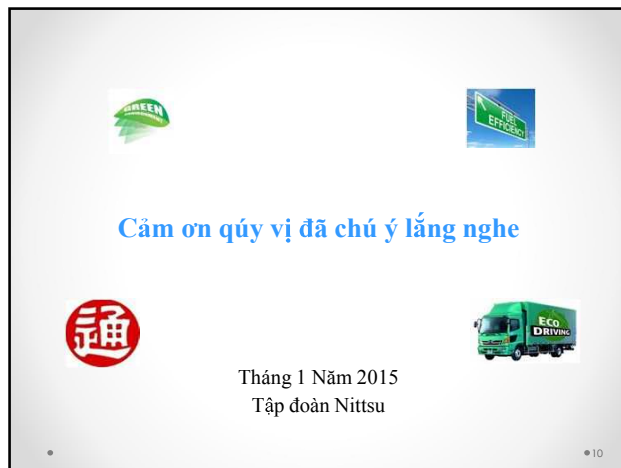 GREEN
FUEL
EFFICIENCY
Cảm ơn qúy vị đã chú ý lắng nghe
通
ECO
DRIVING
Tháng 1 Năm 2015
Tập đoàn Nittsu
10